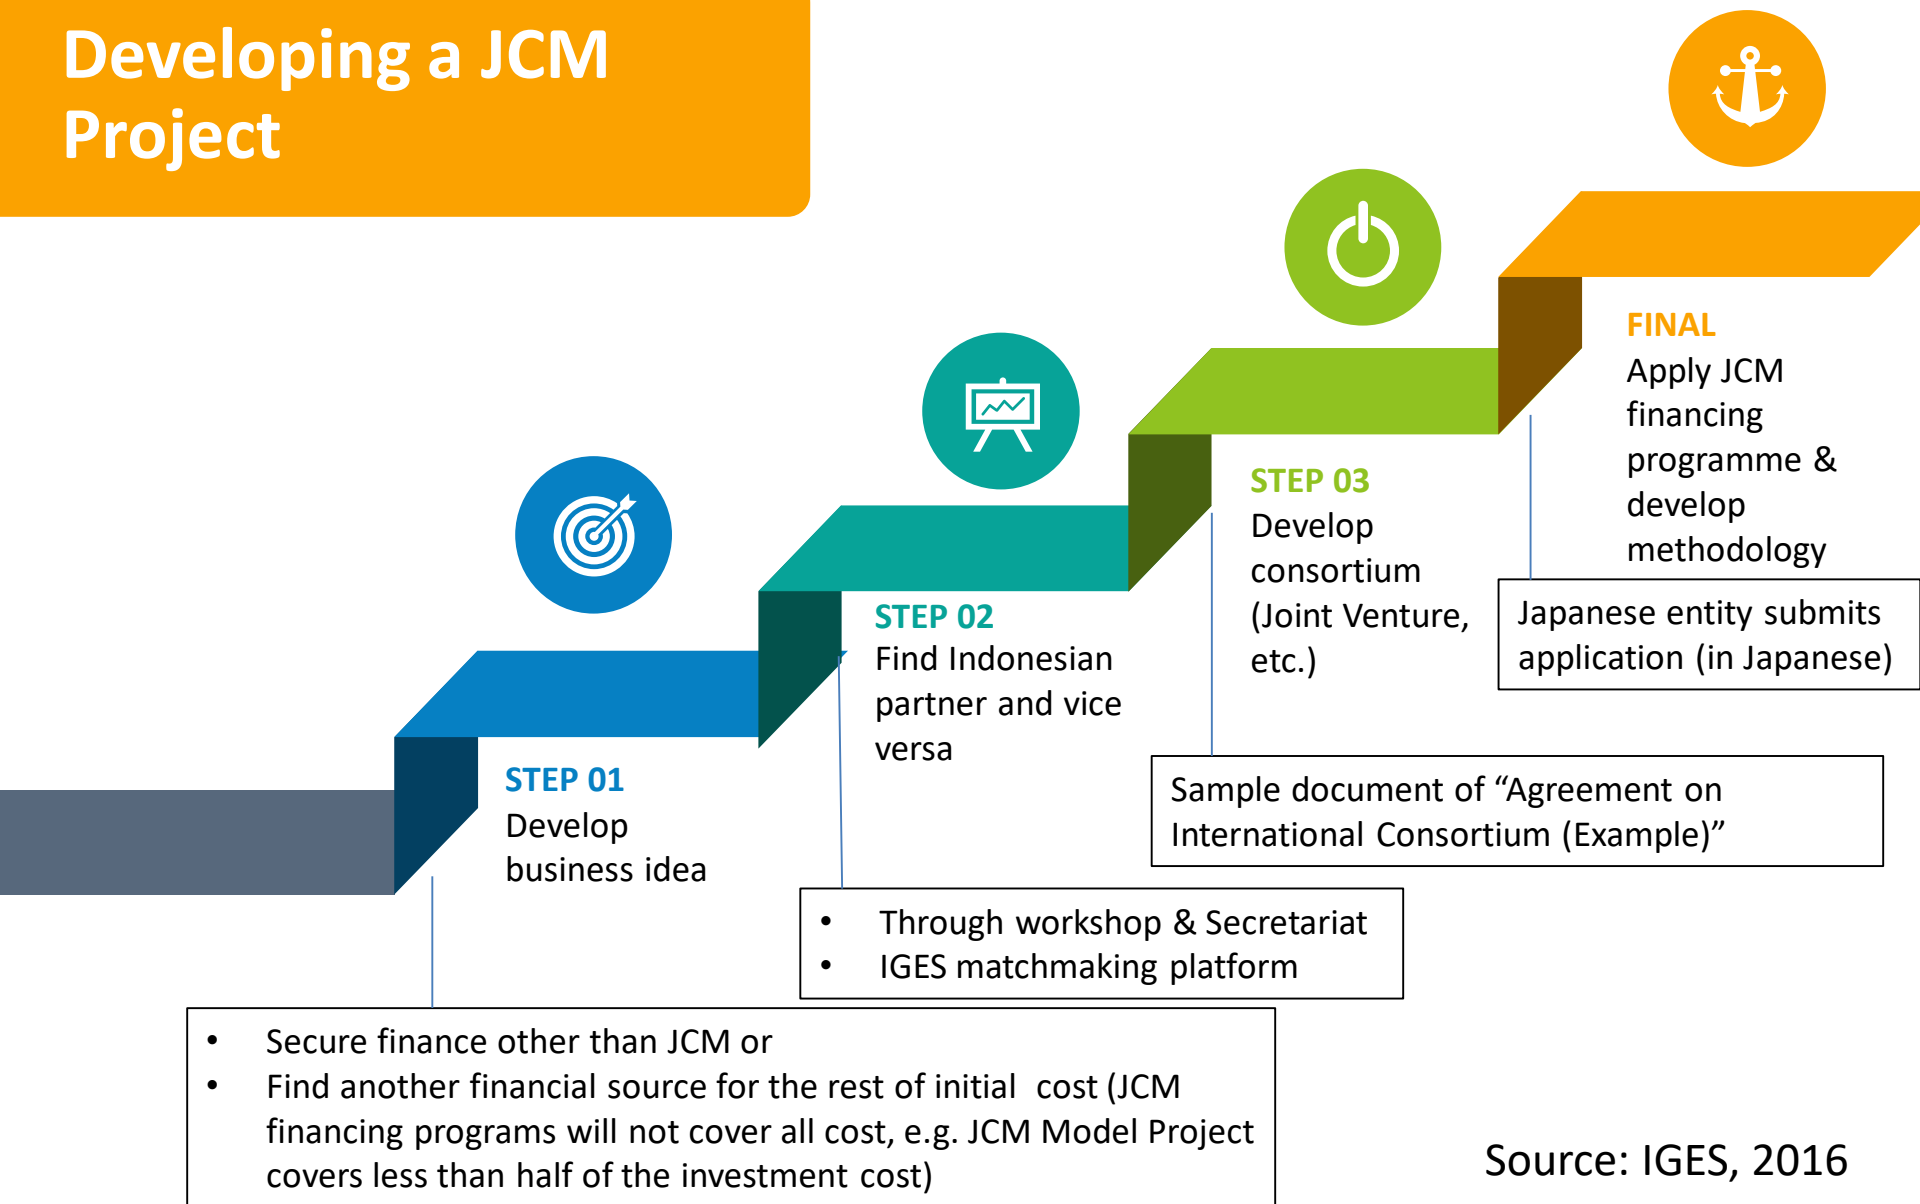 Developing a JCM
Project
STEP 01
Develop
business idea
• Secure finance other than JCM or
• Find another financial source for the rest of initial cost (JCM
financing programs will not cover all cost, e.g. JCM Model Project
covers less than half of the investment cost)
STEP 02
Find Indonesian
partner and vice
versa
• Through workshop & Secretariat
• IGES matchmaking platform
STEP 03
Develop
consortium
(Joint Venture,
etc.)
Sample document of “Agreement on
International Consortium (Example)”
FINAL
Apply JCM
financing
programme &
develop
methodology
Japanese entity submits
application (in Japanese)
Source: IGES, 2016